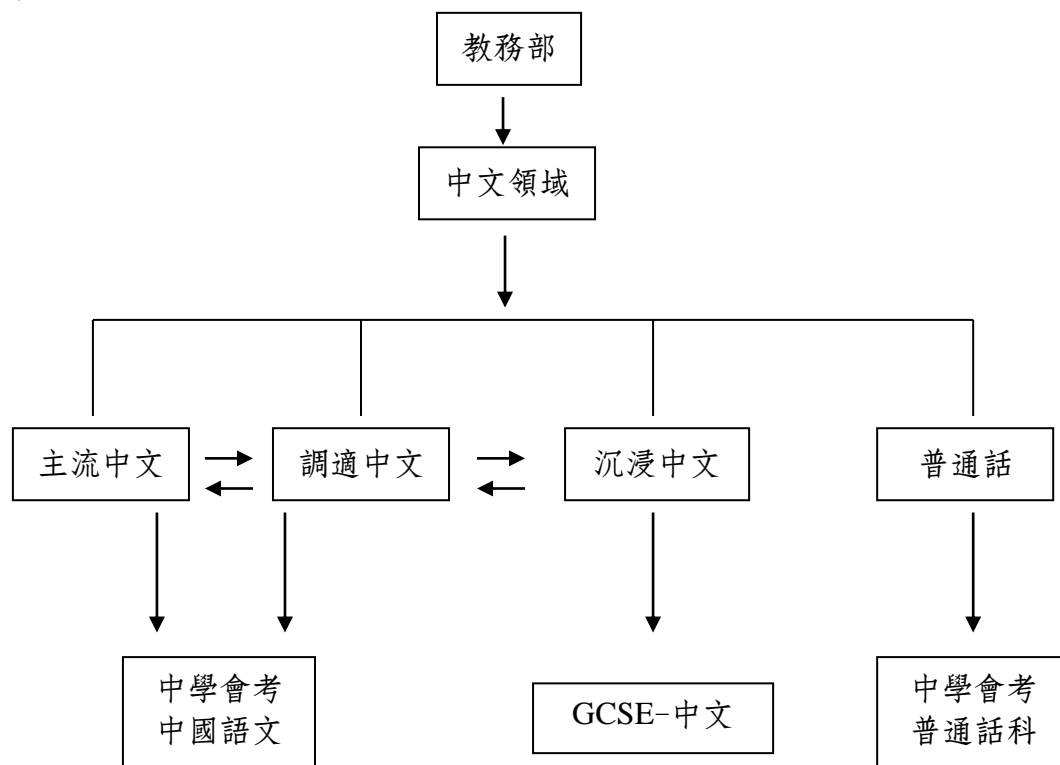 教務部
中文領域
主流中文
調適中文
沉浸中文
普通話
中學會考
中國語文
GCSE-中文
中學會考
普通話科